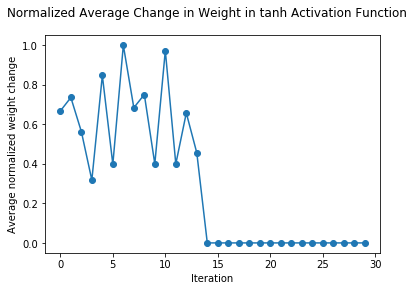 Normalized Average Change in Weight in tanh Activation Function
1.0
0.8
0.6
0.4
0.2
0.0
Average normalized weight change
0 5 10 15 20 25 30
Iteration